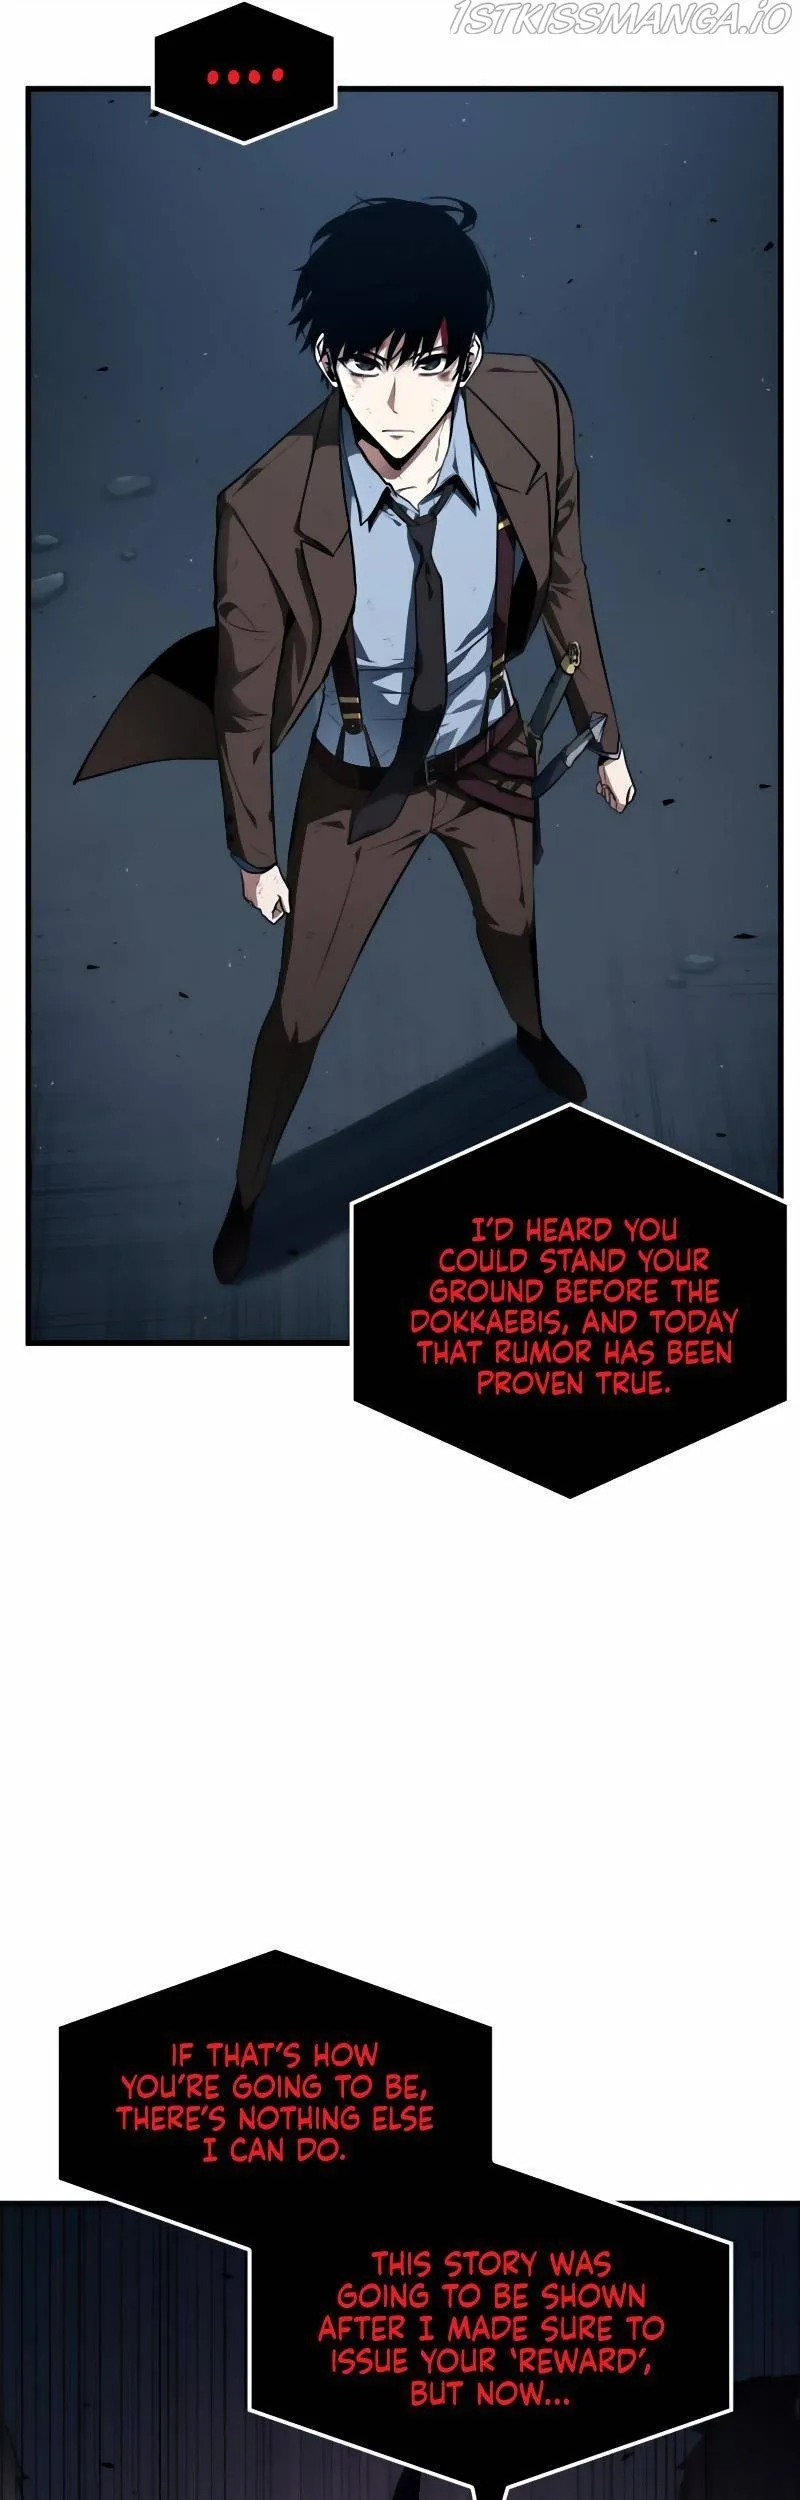 1STKISSMANGA.iO
....
I'D HEARD YOU
COULD STAND YOUR
GROUND BEFORE THE
DOKKAEBIS, AND TODAY
THAT RUMOR HAS BEEN
PROVEN TRUE.
IF THAT'S HOW
YOU'RE GOING TO BE,
THERE'S NOTHING ELSE
I CAN DO.
THIS STORY WAS
GOING TO BE SHOWN
AFTER I MADE SURE TO
ISSUE YOUR 'REWARD',
BUT NOW...